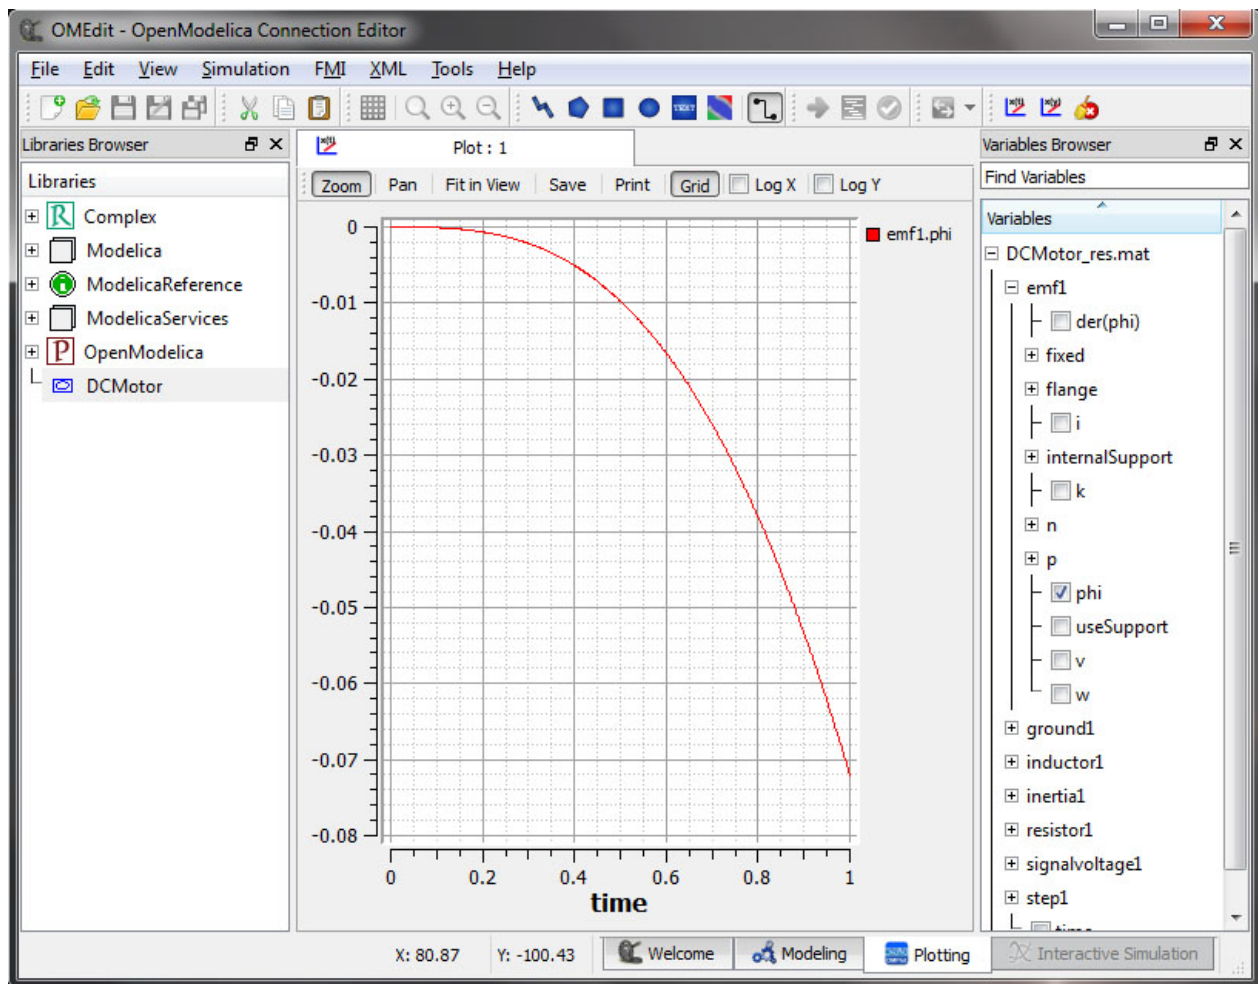 OMEdit - OpenModelica Connection Editor
File Edit View Simulation FMI XML Tools Help
TEXT
Libraries Browser
Libraries
Complex
Modelica
ModelicaReference
ModelicaServices
OpenModelica
DCMotor
Plot : 1
Zoom Pan Fit in View Save Print Grid Log X Log Y
0
-0.01
-0.02
-0.03
-0.04
-0.05
-0.06
-0.07
-0.08
0 0.2 0.4 0.6 0.8 1
time
emf1.phi
Variables Browser
Find Variables
Variables
DCMotor_res.mat
emf1
der(phi)
fixed
flange
i
internalSupport
k
n
p
phi
useSupport
v
w
ground1
inductor1
inertia1
resistor1
signalvoltage1
step1
time
X: 80.87 Y: -100.43 Welcome Modeling Plotting Interactive Simulation